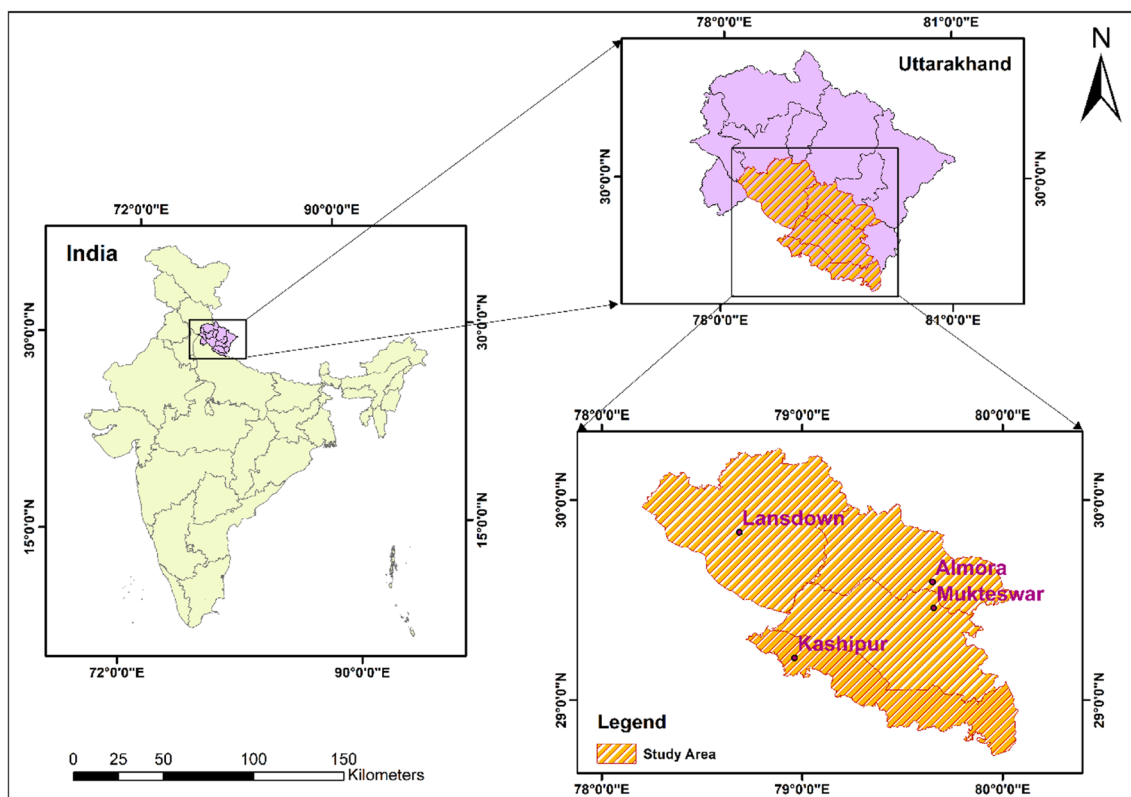 78°0'0"E
81°0'0"E
N
Uttarakhand
30°0'0"N
30°0'0"N
78°0'0"E
81°0'0"E
72°0'0"E
90°0'0"E
India
30°0'0"N
30°0'0"N
15°0'0"N
15°0'0"N
72°0'0"E
90°0'0"E
78°0'0"E
79°0'0"E
80°0'0"E
30°0'0"N
30°0'0"N
Lansdown
Almora
Mukteswar
Kashipur
29°0'0"N
29°0'0"N
Legend
Study Area
78°0'0"E
79°0'0"E
80°0'0"E
0 25 50 100 150
Kilometers